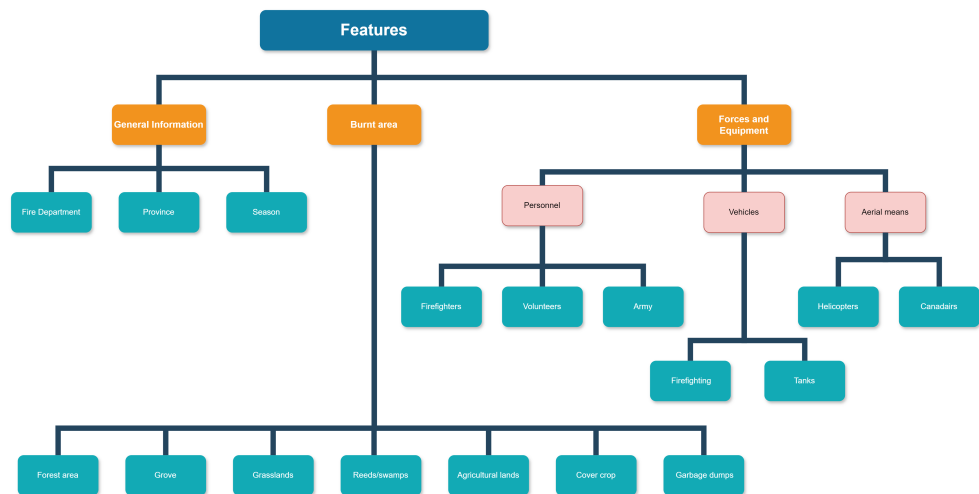 Features
General Information
Burnt area
Forces and
Equipment
Fire Department
Province
Season
Personnel
Vehicles
Aerial means
Firefighters
Volunteers
Army
Helicopters
Canadairs
Firefighting
Tanks
Forest area
Grove
Grasslands
Reeds/swamps
Agricultural lands
Cover crop
Garbage dumps